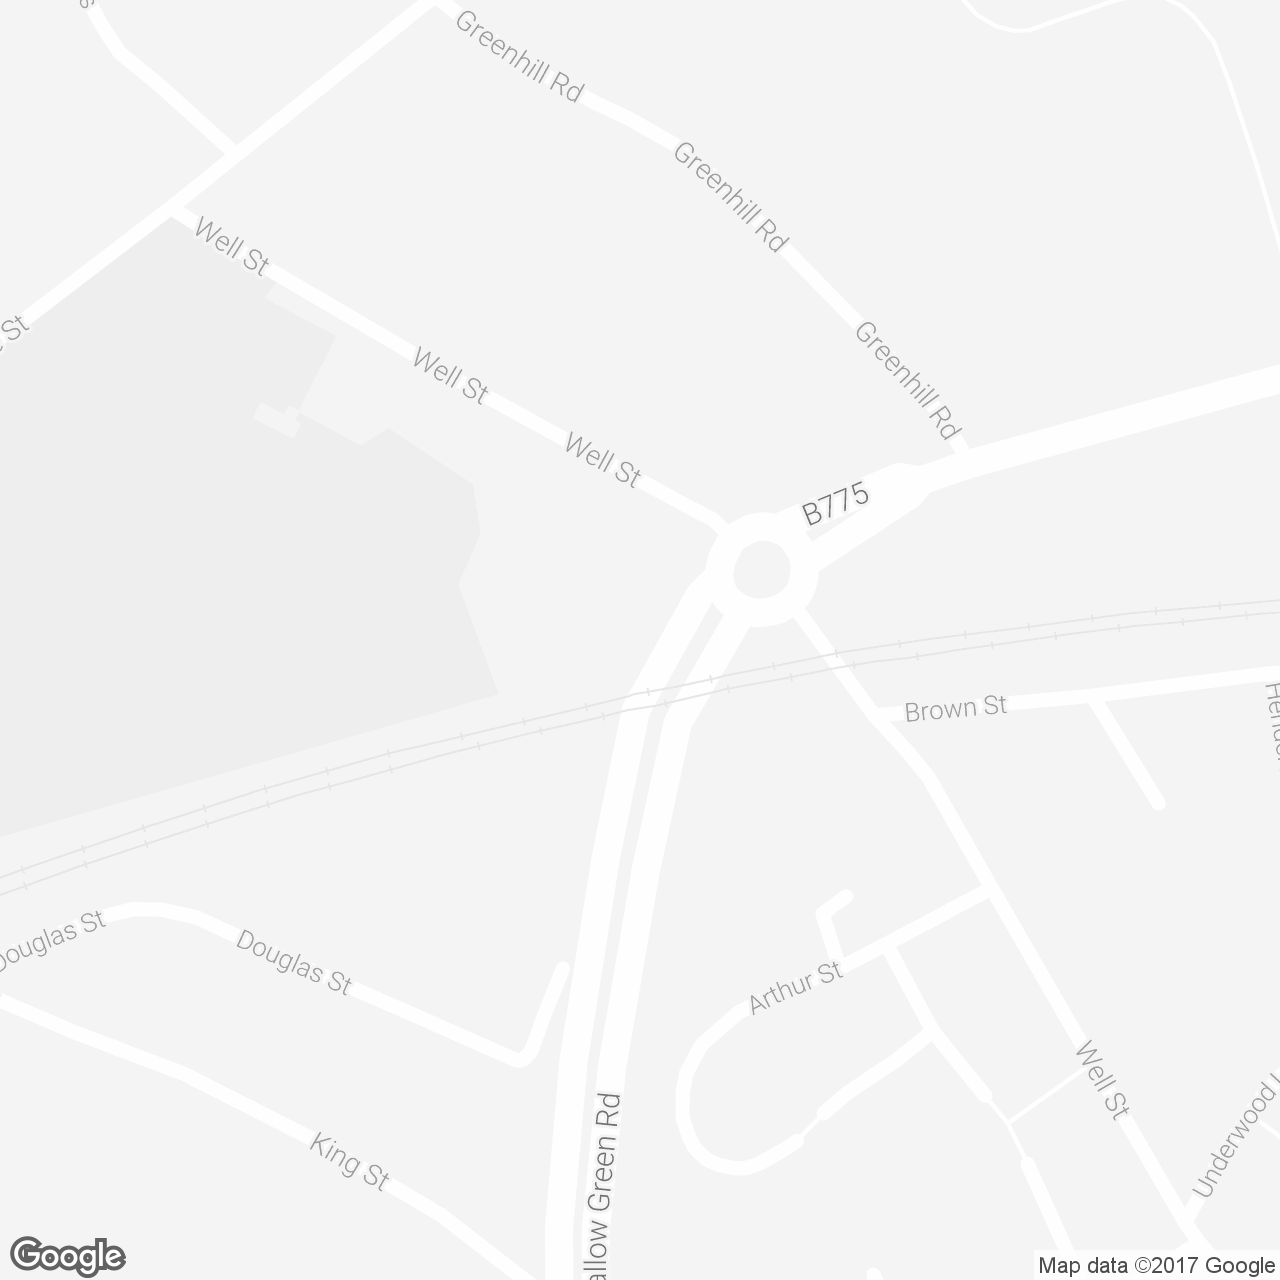 Greenhill Rd
Greenhill Rd
Well St
St
Well St
Greenhill Rd
Well St
B775
Brown St
Douglas St
Douglas St
Arthur St
Well St
Underwood
King St
allow Green Rd
Google
Map data ©2017 Google